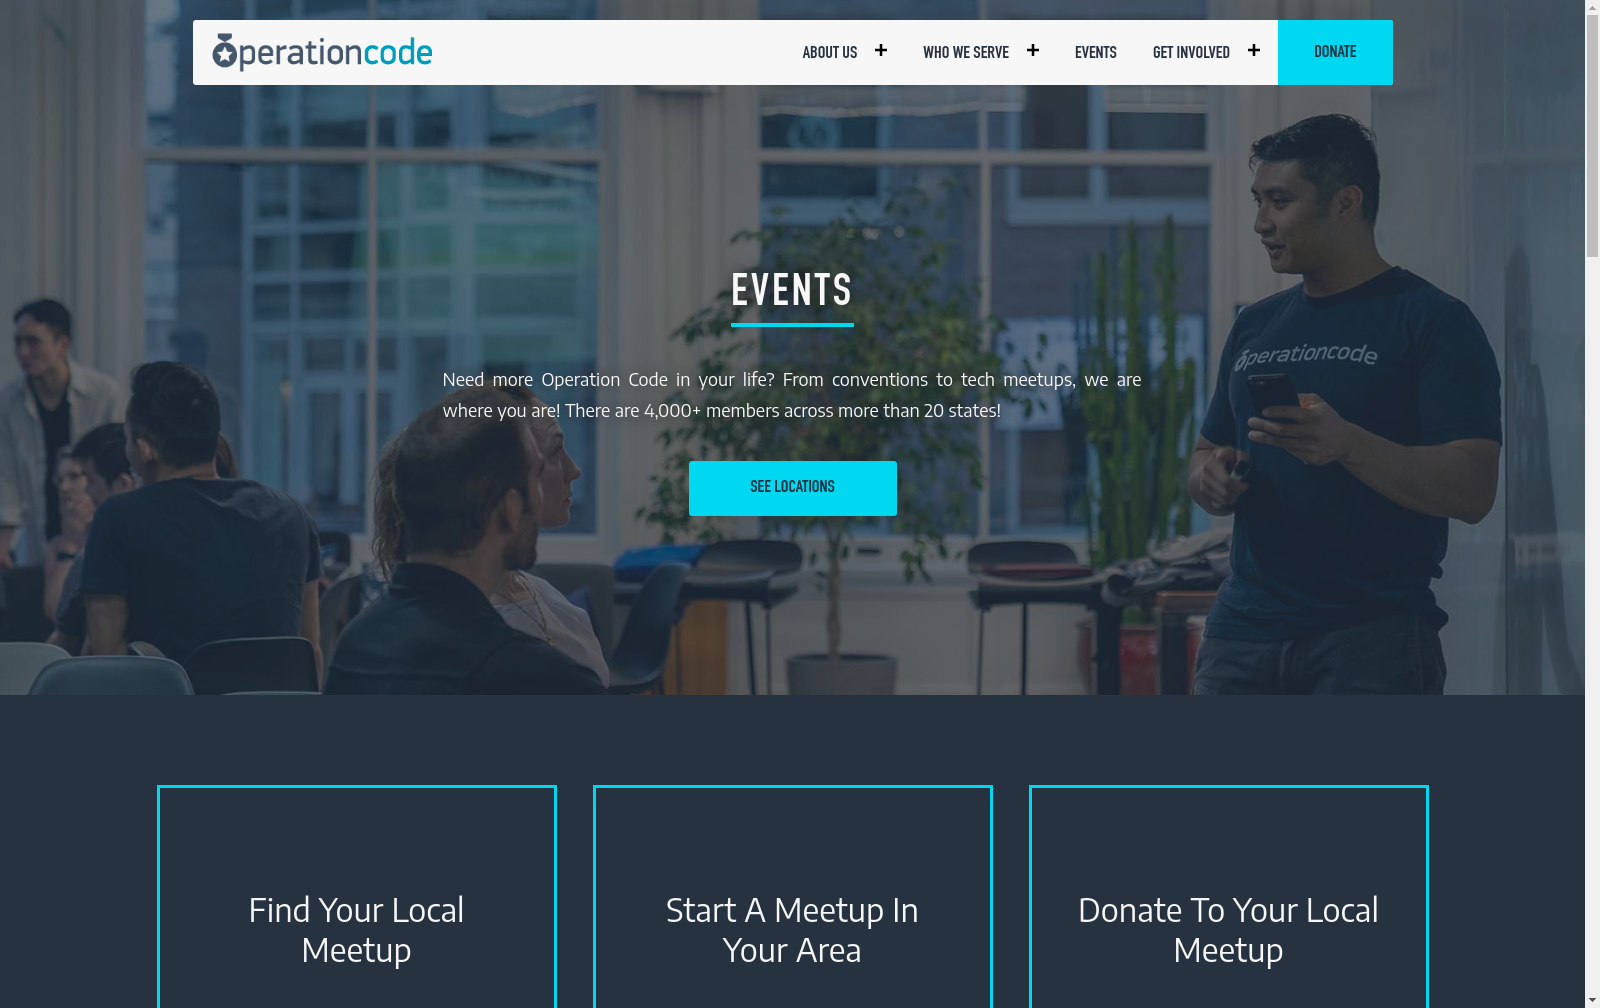 operationcode
ABOUT US + WHO WE SERVE + EVENTS GET INVOLVED + DONATE
EVENTS
operationcode
Need more Operation Code in your life? From conventions to tech meetups, we are
where you are! There are 4,000+ members across more than 20 states!
SEE LOCATIONS
Find Your Local
Meetup
Start A Meetup In
Your Area
Donate To Your Local
Meetup